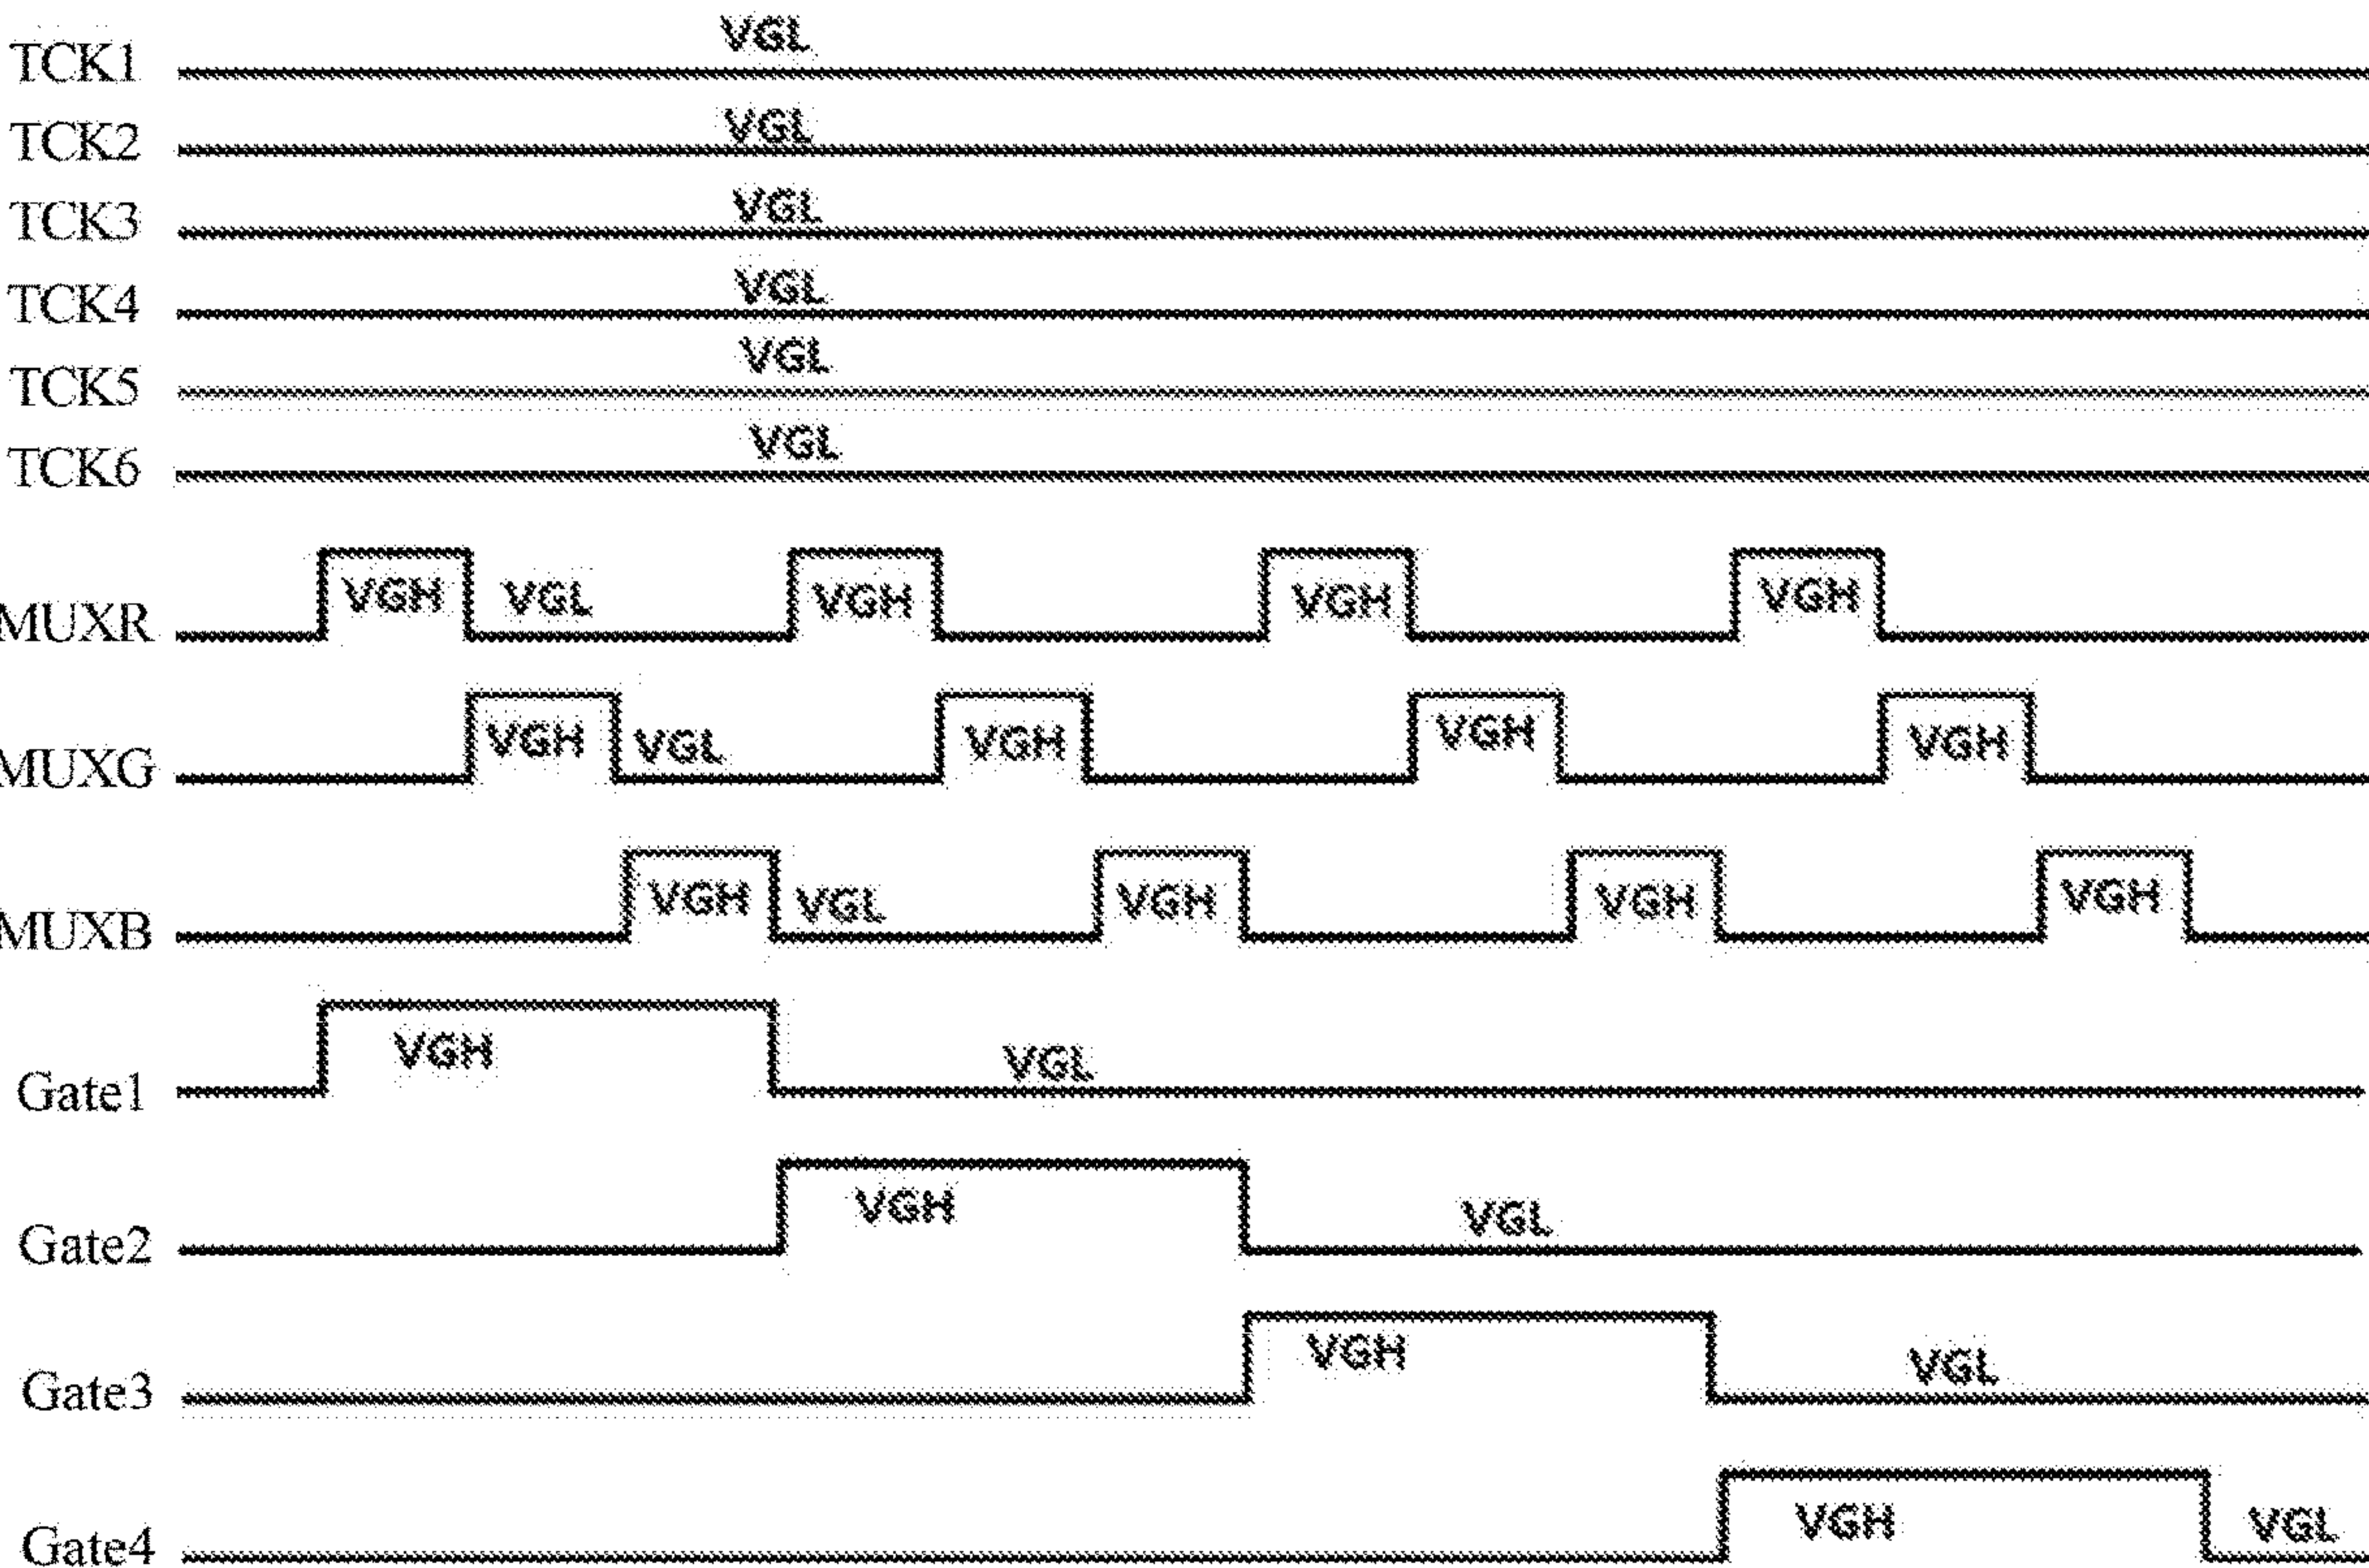 VGL
TCK1
VGL
TCK2
VGL
TCK3
VGL
TCK4
VGL
TCK5
VGL
TCK6
MUXR VGH VGL VGH VGH VGH
MUXG VGH VGL VGH VGH VGH
MUXB VGH VGL VGH VGH VGH
Gate1 VGH VGL
Gate2 VGH VGL
Gate3 VGH VGL
Gate4 VGH VGL